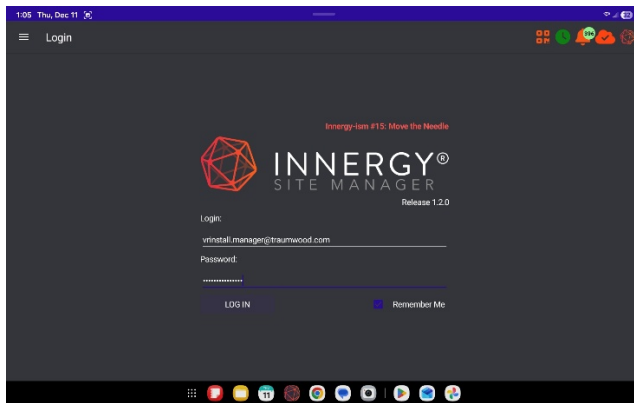 1:05 Thu, Dec 11
Login
Innergy-ism #15: Move the Needle
INNERGY®
SITE MANAGER
Release 1.2.0
Login:
vrinstall.manager@traumwood.com
Password:
LOG IN
Remember Me
11